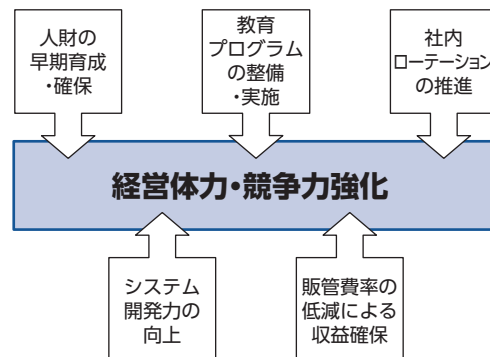 人財の
早期育成
・確保
教育
プログラム
の整備
・実施
社内
ローテーション
の推進
経営体力・競争力強化
システム
開発力の
向上
販管費率の
低減による
収益確保